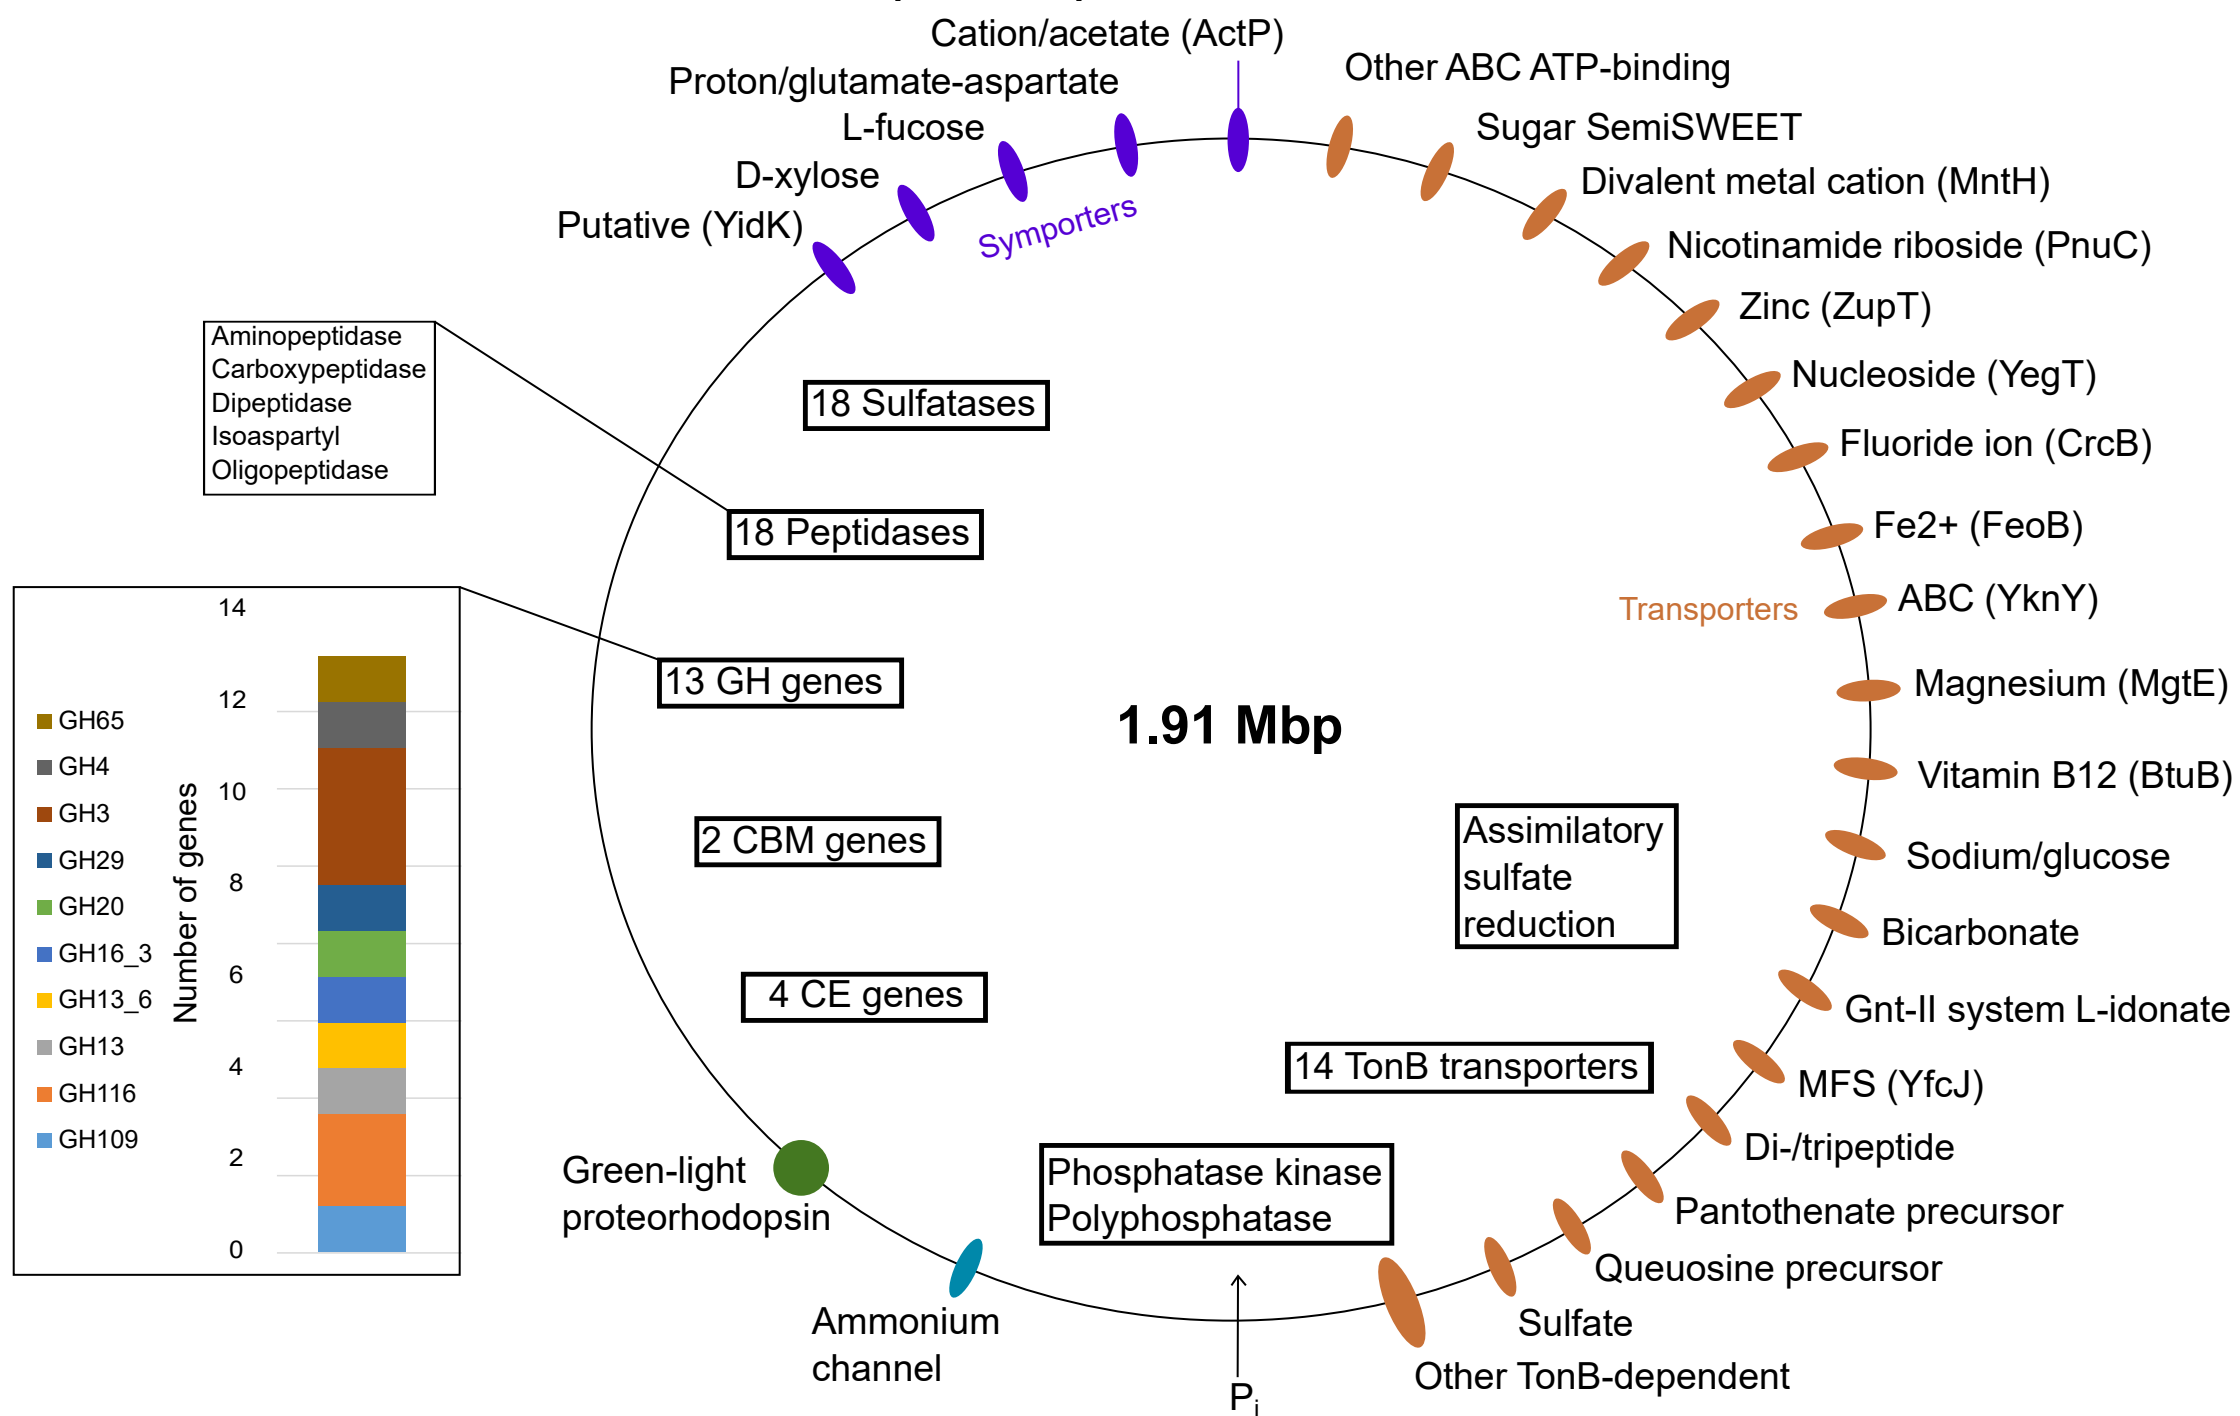 Cation/acetate (ActP)
Proton/glutamate-aspartate
L-fucose
D-xylose
Putative (YidK)
Symporters
Other ABC ATP-binding
Sugar SemiSWEET
Divalent metal cation (MntH)
Nicotinamide riboside (PnuC)
Zinc (ZupT)
Nucleoside (YegT)
Fluoride ion (CrcB)
Fe2+ (FeoB)
Transporters
ABC (YknY)
Magnesium (MgtE)
Vitamin B12 (BtuB)
Sodium/glucose
Bicarbonate
Gnt-II system L-idonate
MFS (YfcJ)
Di-/tripeptide
Pantothenate precursor
Queuosine precursor
Sulfate
Other TonB-dependent
Aminopeptidase
Carboxypeptidase
Dipeptidase
Isoaspartyl
Oligopeptidase
18 Sulfatases
18 Peptidases
13 GH genes
2 CBM genes
4 CE genes
1.91 Mbp
Assimilatory
sulfate
reduction
14 TonB transporters
Phosphatase kinase
Polyphosphatase
Pi
Green-light
proteorhodopsin
Ammonium
channel
Number of genes
14
12
10
8
6
4
2
0
GH65
GH4
GH3
GH29
GH20
GH16_3
GH13_6
GH13
GH116
GH109